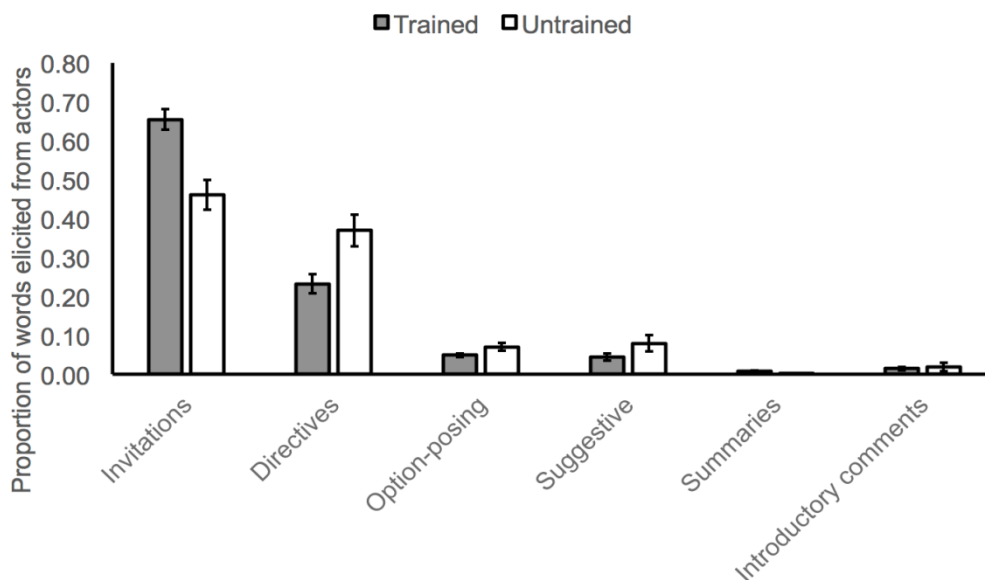 Trained Untrained
Proportion of words elicited from actors
0.80
0.70
0.60
0.50
0.40
0.30
0.20
0.10
0.00
Invitations
Directives
Option-posing
Suggestive
Summaries
Introductory comments